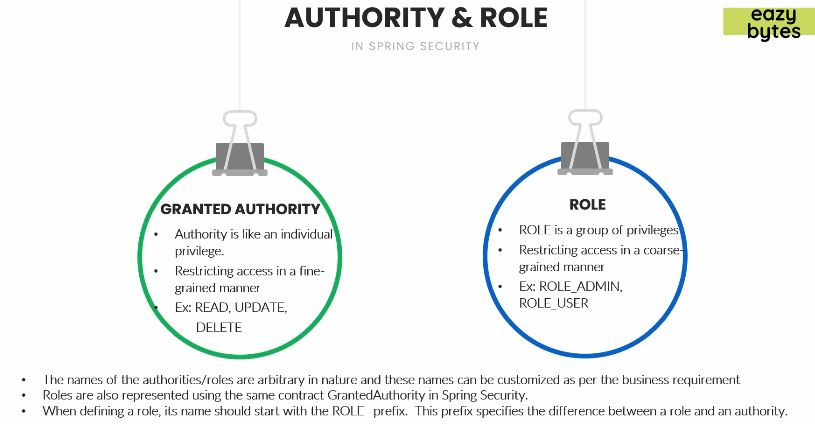 AUTHORITY & ROLE
IN SPRING SECURITY
eazy
bytes
GRANTED AUTHORITY
• Authority is like an individual
privilege.
• Restricting access in a fine-
grained manner
• Ex: READ, UPDATE,
DELETE
ROLE
• ROLE is a group of privileges
• Restricting access in a coarse-
grained manner
• Ex: ROLE_ADMIN,
ROLE_USER
• The names of the authorities/roles are arbitrary in nature and these names can be customized as per the business requirement
• Roles are also represented using the same contract GrantedAuthority in Spring Security.
• When defining a role, its name should start with the ROLE_ prefix. This prefix specifies the difference between a role and an authority.